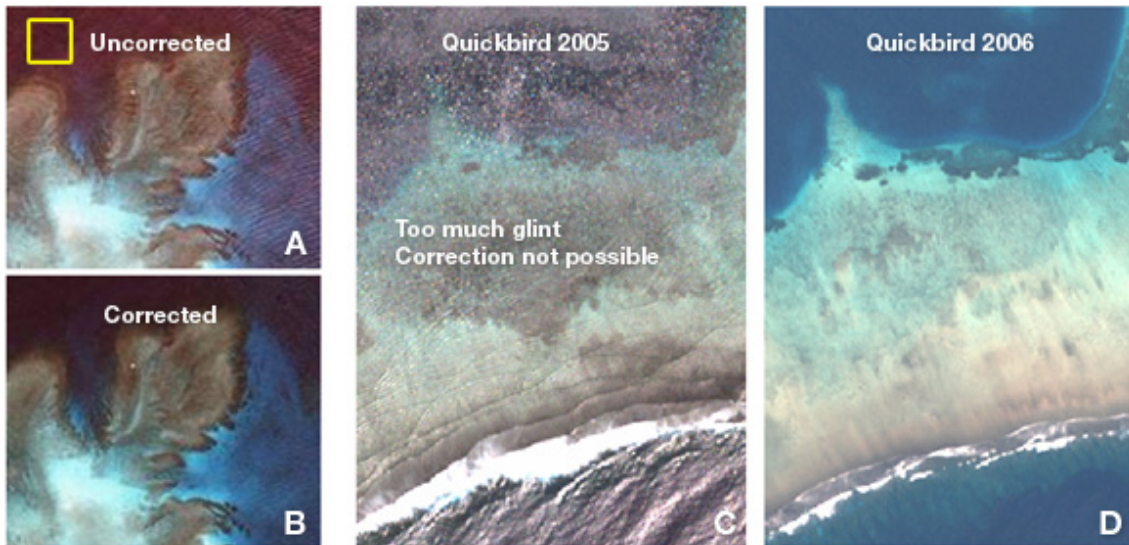 Uncorrected
A
Corrected
B
Quickbird 2005
Too much glint
Correction not possible
C
Quickbird 2006
D